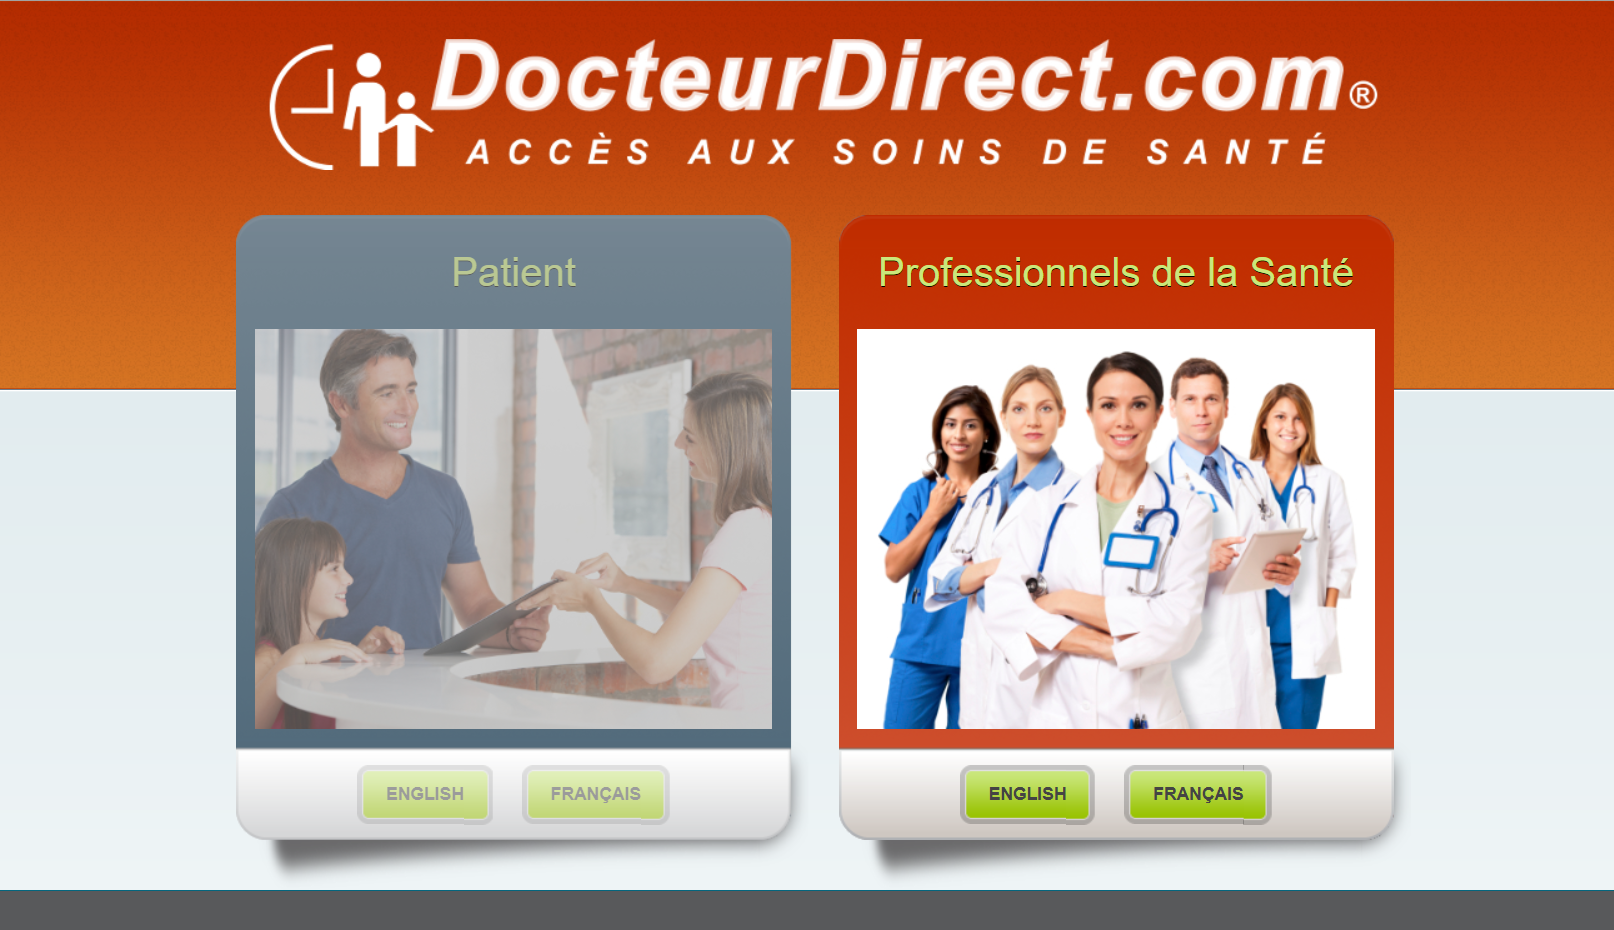 DocteurDirect.com®
ACCÈS AUX SOINS DE SANTÉ
Patient
Professionnels de la Santé
ENGLISH
FRANÇAIS
ENGLISH
FRANÇAIS